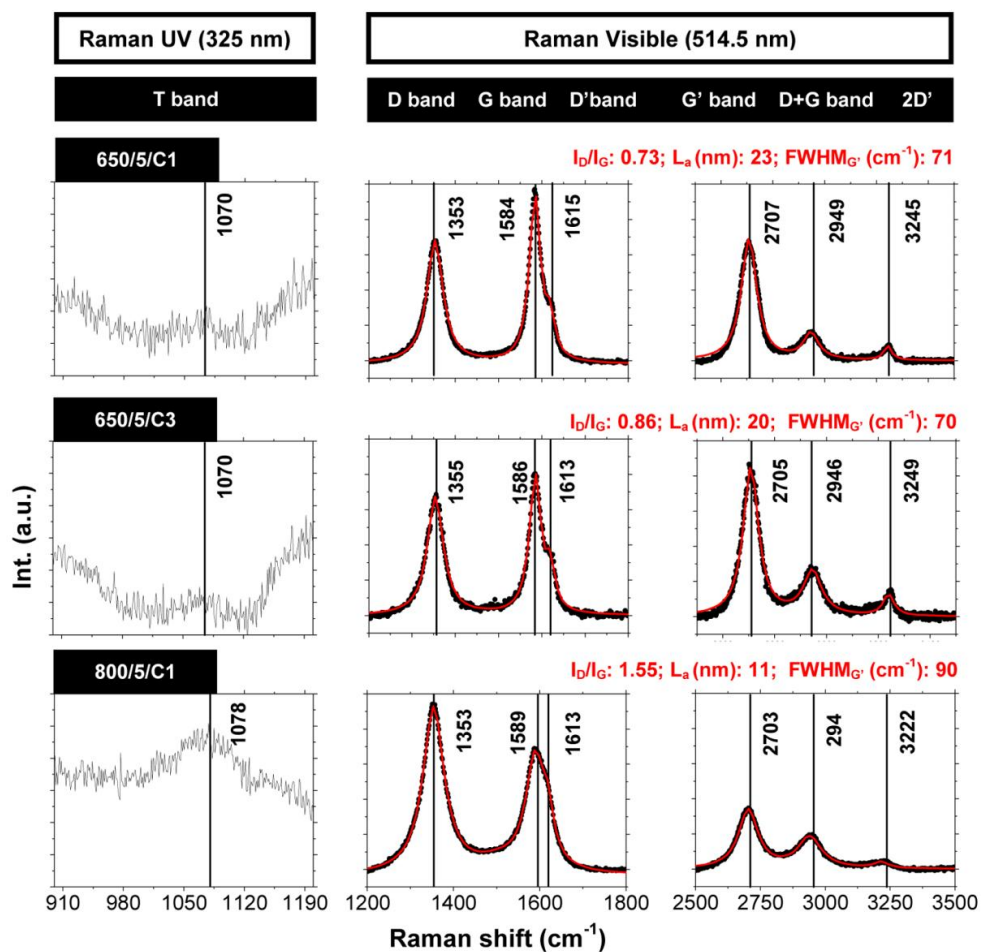 Raman UV (325 nm)
Raman Visible (514.5 nm)
T band
D band G band D'band G' band D+G band 2D'
650/5/C1
I_D/I_G: 0.73; L_a (nm): 23; FWHM_G' (cm⁻¹): 71
1070
1353
1584
1615
2707
2949
3245
650/5/C3
I_D/I_G: 0.86; L_a (nm): 20; FWHM_G' (cm⁻¹): 70
1070
1355
1586
1613
2705
2946
3249
800/5/C1
I_D/I_G: 1.55; L_a (nm): 11; FWHM_G' (cm⁻¹): 90
1078
1353
1589
1613
2703
294
3222
Int. (a.u.)
910 980 1050 1120 1190
1200 1400 1600 1800
2500 2750 3000 3250 3500
Raman shift (cm⁻¹)